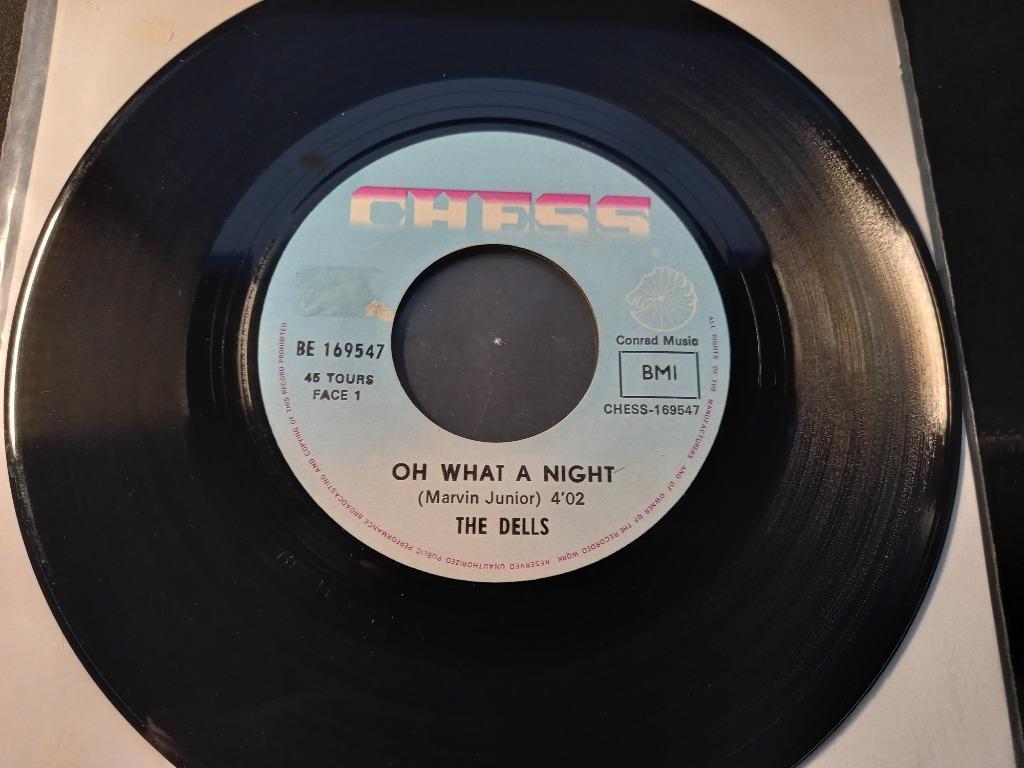 CHESS
BE 169547
45 TOURS
FACE 1
Conrad Music
BMI
CHESS-169547
OH WHAT A NIGHT
(Marvin Junior) 4'02
THE DELLS
ALL RIGHTS OF THE MANUFACTURERS AND OF OWNER OF THE RECORDED WORK RESERVED UNAUTHORIZED PUBLIC PERFORMANCE BROADCASTING AND COPYING OF THIS RECORD PROHIBITED